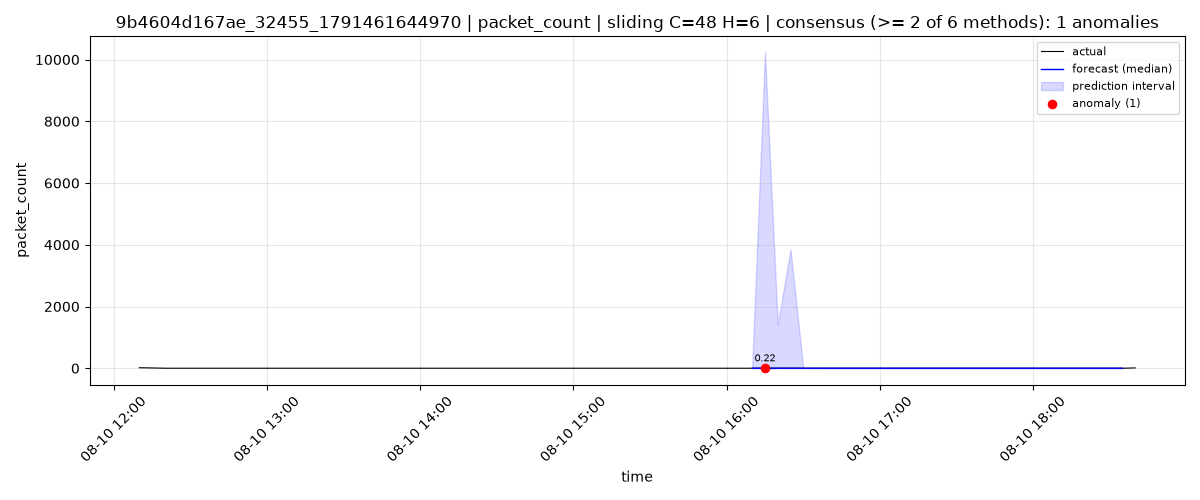 9b4604d167ae_32455_1791461644970 | packet_count | sliding C=48 H=6 | consensus (>= 2 of 6 methods): 1 anomalies
actual
forecast (median)
prediction interval
anomaly (1)
packet_count
10000
8000
6000
4000
2000
0
0.22
08-10 12:00
08-10 13:00
08-10 14:00
08-10 15:00
08-10 16:00
08-10 17:00
08-10 18:00
time